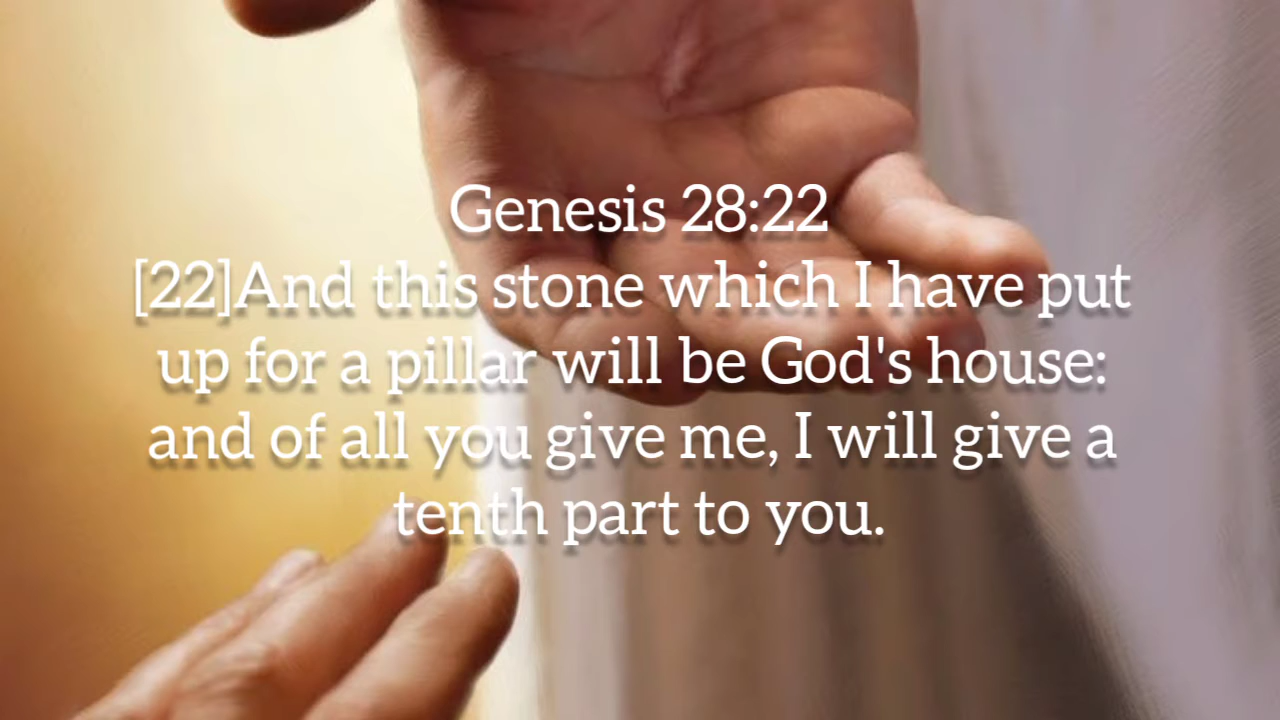 Genesis 28:22
[22]And this stone which I have put
up for a pillar will be God's house:
and of all you give me, I will give a
tenth part to you.